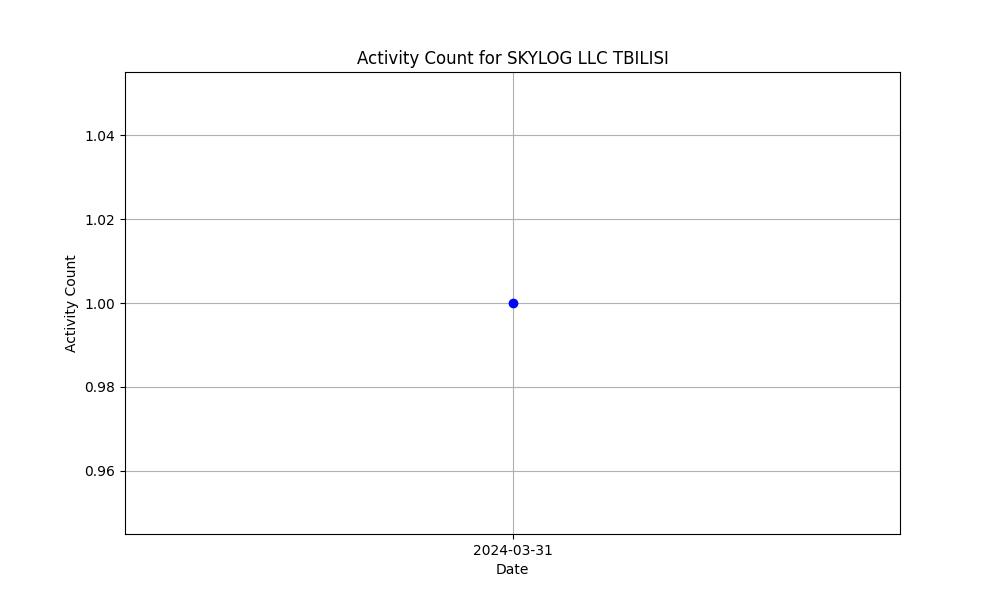 Activity Count for SKYLOG LLC TBILISI
1.04
1.02
1.00
0.98
0.96
Activity Count
2024-03-31
Date